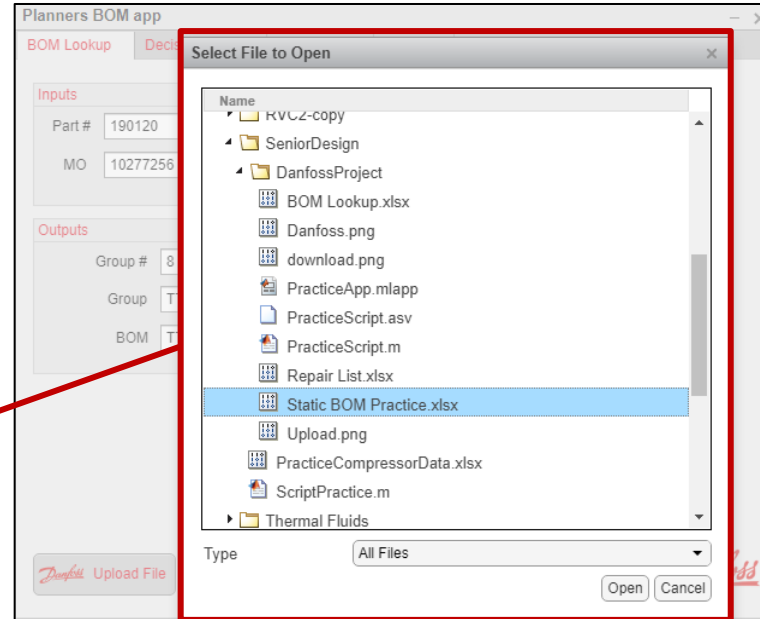 Planners BOM app
BOM Lookup
Select File to Open
Inputs
Part # 190120
MO 10277256
Outputs
Group # 8
Group
BOM
Danfoss Upload File
Name
RVC2-copy
SeniorDesign
DanfossProject
BOM Lookup.xlsx
Danfoss.png
download.png
PracticeApp.mlapp
PracticeScript.asv
PracticeScript.m
Repair List.xlsx
Static BOM Practice.xlsx
Upload.png
PracticeCompressorData.xlsx
ScriptPractice.m
Thermal Fluids
Type All Files
Open Cancel